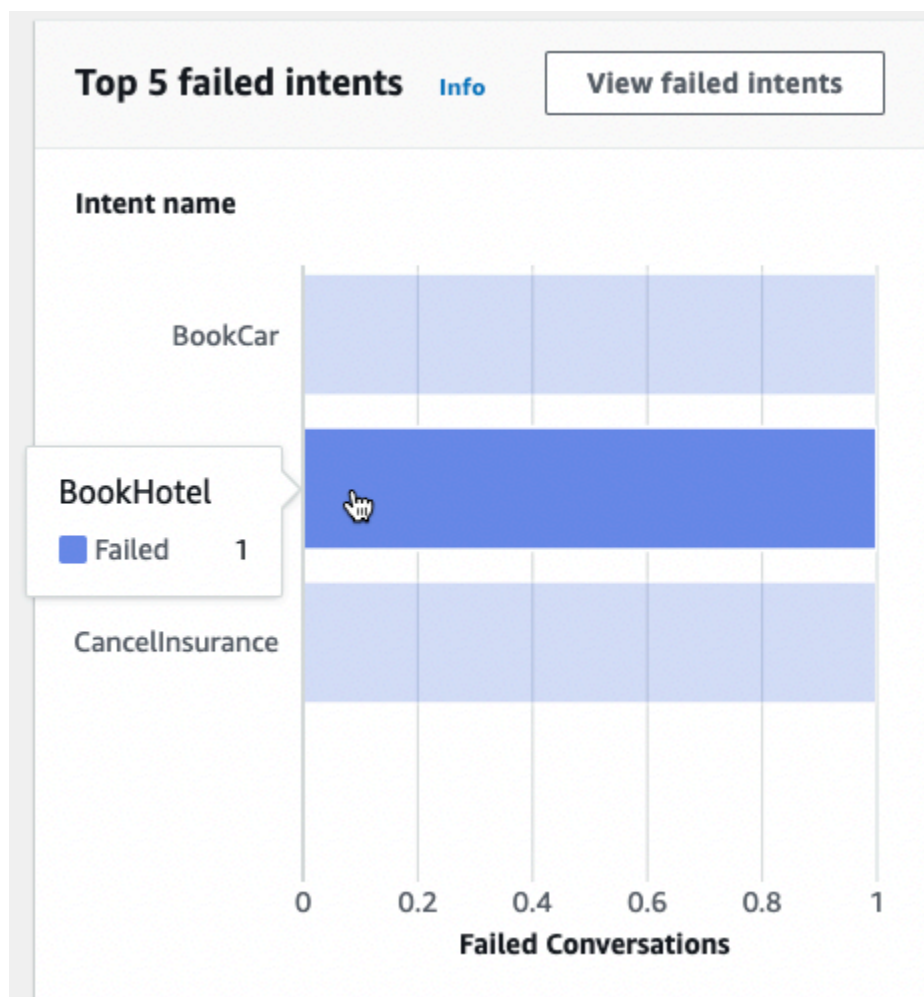 Top 5 failed intents Info View failed intents
Intent name
BookCar
BookHotel
Failed 1
CancelInsurance
0 0.2 0.4 0.6 0.8 1
Failed Conversations